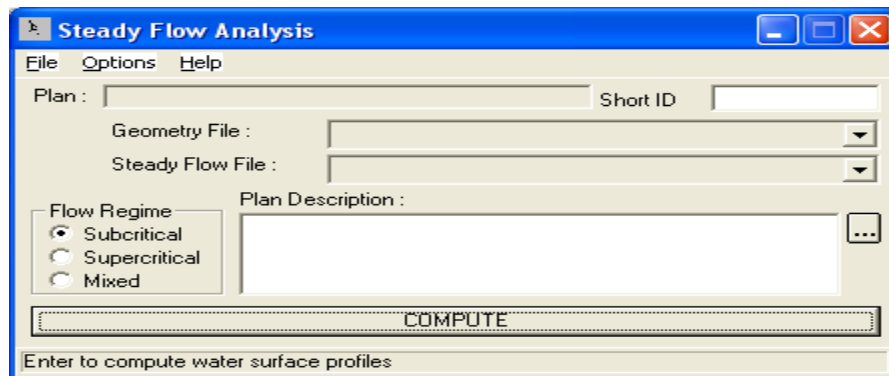 Steady Flow Analysis
File Options Help
Plan : Short ID
Geometry File :
Steady Flow File :
Plan Description :
Flow Regime
Subcritical
Supercritical
Mixed
...
COMPUTE
Enter to compute water surface profiles